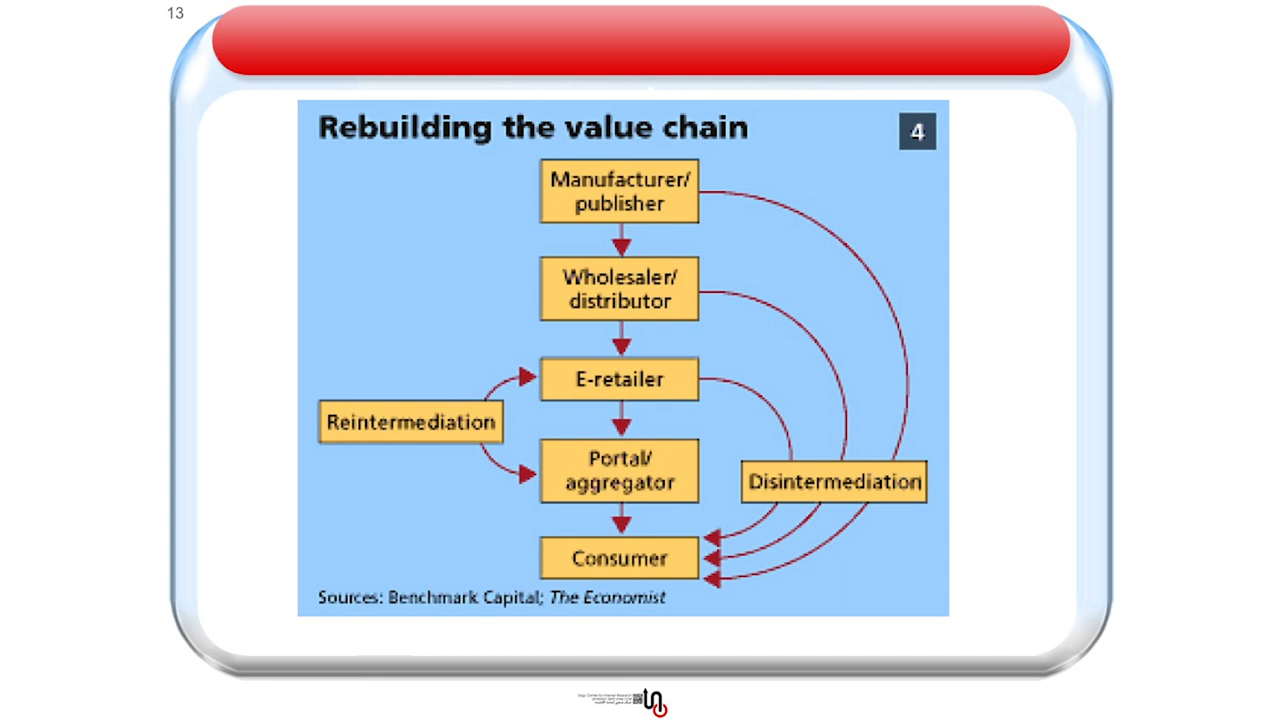 13
Rebuilding the value chain
4
Manufacturer/
publisher
Wholesaler/
distributor
E-retailer
Reintermediation
Portal/
aggregator
Disintermediation
Consumer
Sources: Benchmark Capital; The Economist